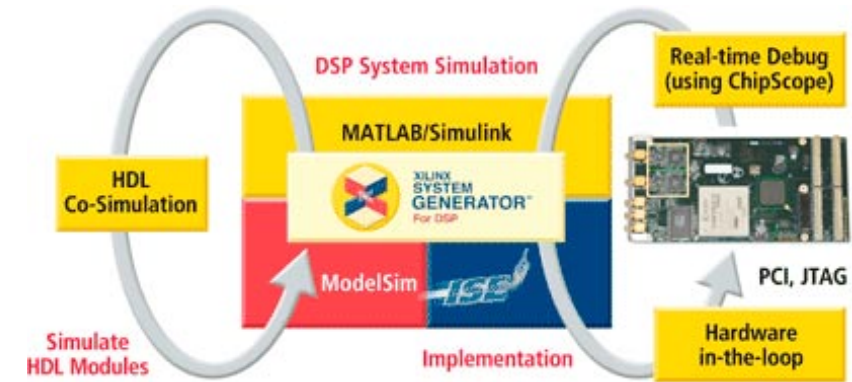 DSP System Simulation
Real-time Debug
(using ChipScope)
MATLAB/Simulink
HDL
Co-Simulation
XILINX
SYSTEM
GENERATOR™
For DSP
ModelSim
ISE
PCI, JTAG
Simulate
HDL Modules
Implementation
Hardware
in-the-loop